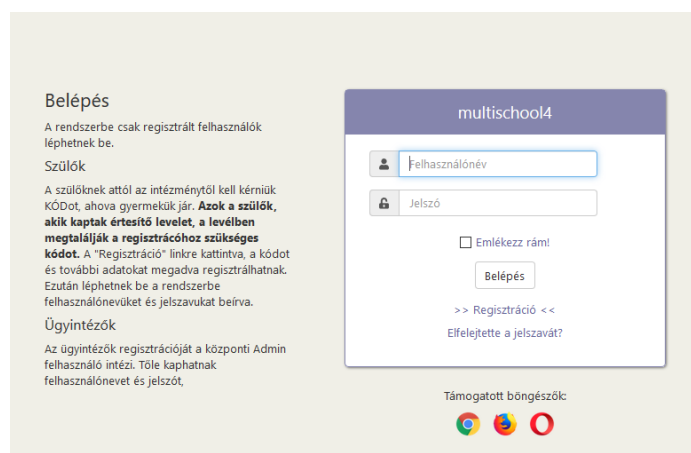 Belépés
A rendszerbe csak regisztrált felhasználók
léphetnek be.
Szülők
A szülőknek attól az intézménytől kell kérniük
KÓDot, ahova gyermekük jár. Azok a szülők,
akik kaptak értesítő levelet, a levélben
megtalálják a regisztrácóhoz szükséges
kódot. A "Regisztráció" linkre kattintva, a kódot
és további adatokat megadva regisztrálhatnak.
Ezután léphetnek be a rendszerbe
felhasználónevüket és jelszavukat beírva.
Ügyintézők
Az ügyintézők regisztrációját a központi Admin
felhasználó intézi. Tőle kaphatnak
felhasználónevet és jelszót,
multischool4
Felhasználónév
Jelszó
Emlékezz rám!
Belépés
>> Regisztráció <<
Elfelejtette a jelszavát?
Támogatott böngészők: